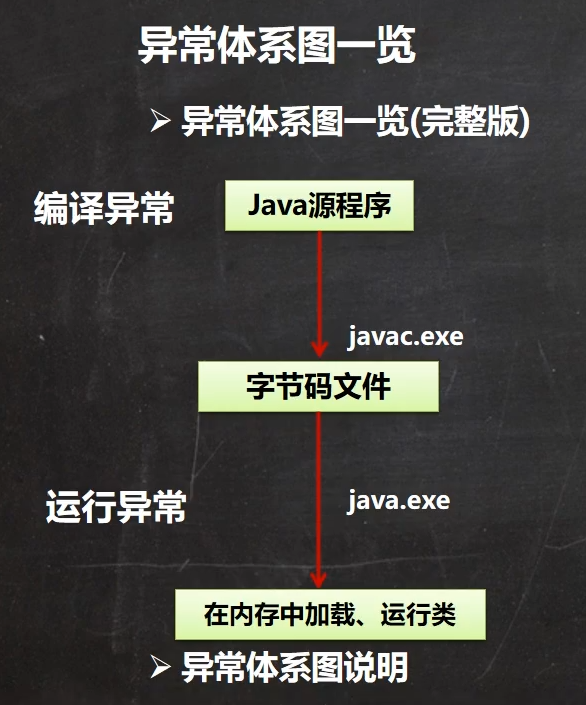 异常体系图一览
➢ 异常体系图一览(完整版)
编译异常
Java源程序
javac.exe
字节码文件
运行异常
java.exe
在内存中加载、运行类
➢ 异常体系图说明